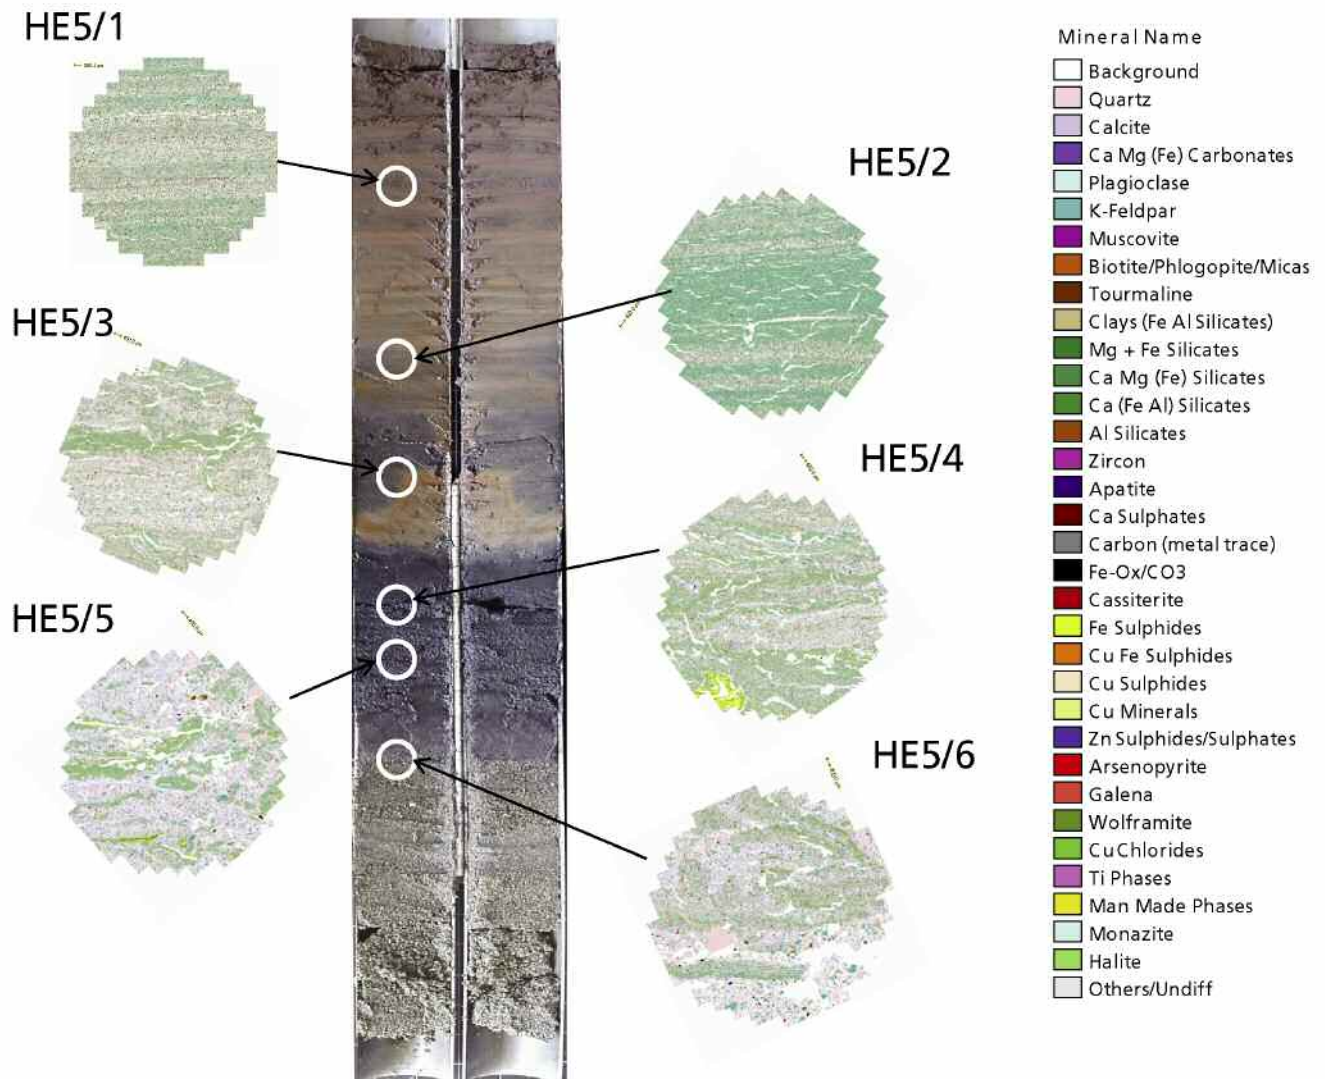 HE5/1
HE5/2
HE5/3
HE5/4
HE5/5
HE5/6
Mineral Name
Background
Quartz
Calcite
Ca Mg (Fe) Carbonates
Plagioclase
K-Feldpar
Muscovite
Biotite/Phlogopite/Micas
Tourmaline
Clays (Fe Al Silicates)
Mg + Fe Silicates
Ca Mg (Fe) Silicates
Ca (Fe Al) Silicates
Al Silicates
Zircon
Apatite
Ca Sulphates
Carbon (metal trace)
Fe-Ox/CO3
Cassiterite
Fe Sulphides
Cu Fe Sulphides
Cu Sulphides
Cu Minerals
Zn Sulphides/Sulphates
Arsenopyrite
Galena
Wolframite
Cu Chlorides
Ti Phases
Man Made Phases
Monazite
Halite
Others/Undiff